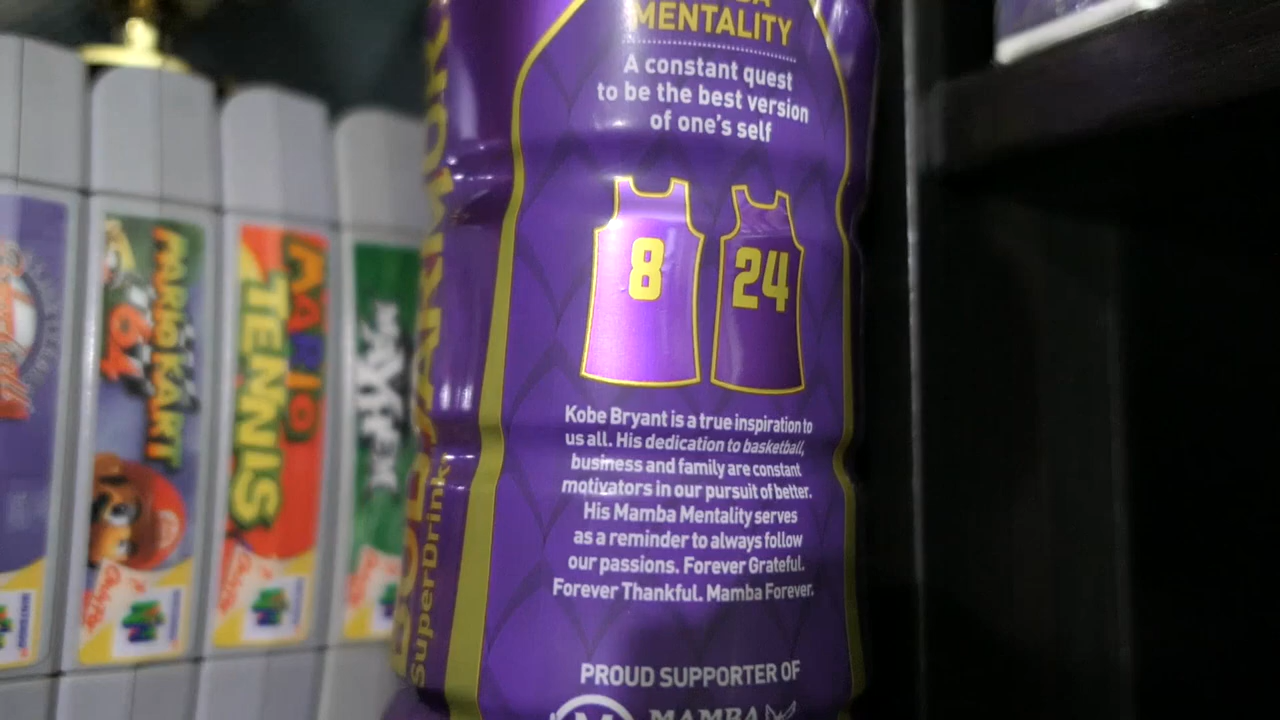 MENTALITY
A constant quest
to be the best version
of one's self
8
24
Kobe Bryant is a true inspiration to
us all. His dedication to basketball,
business and family are constant
motivators in our pursuit of better.
His Mamba Mentality serves
as a reminder to always follow
our passions. Forever Grateful.
Forever Thankful. Mamba Forever.
PROUD SUPPORTER OF
MAMBA
BODYARMOR
SuperDrink
MARIO KART
64
MARIO
TENNIS